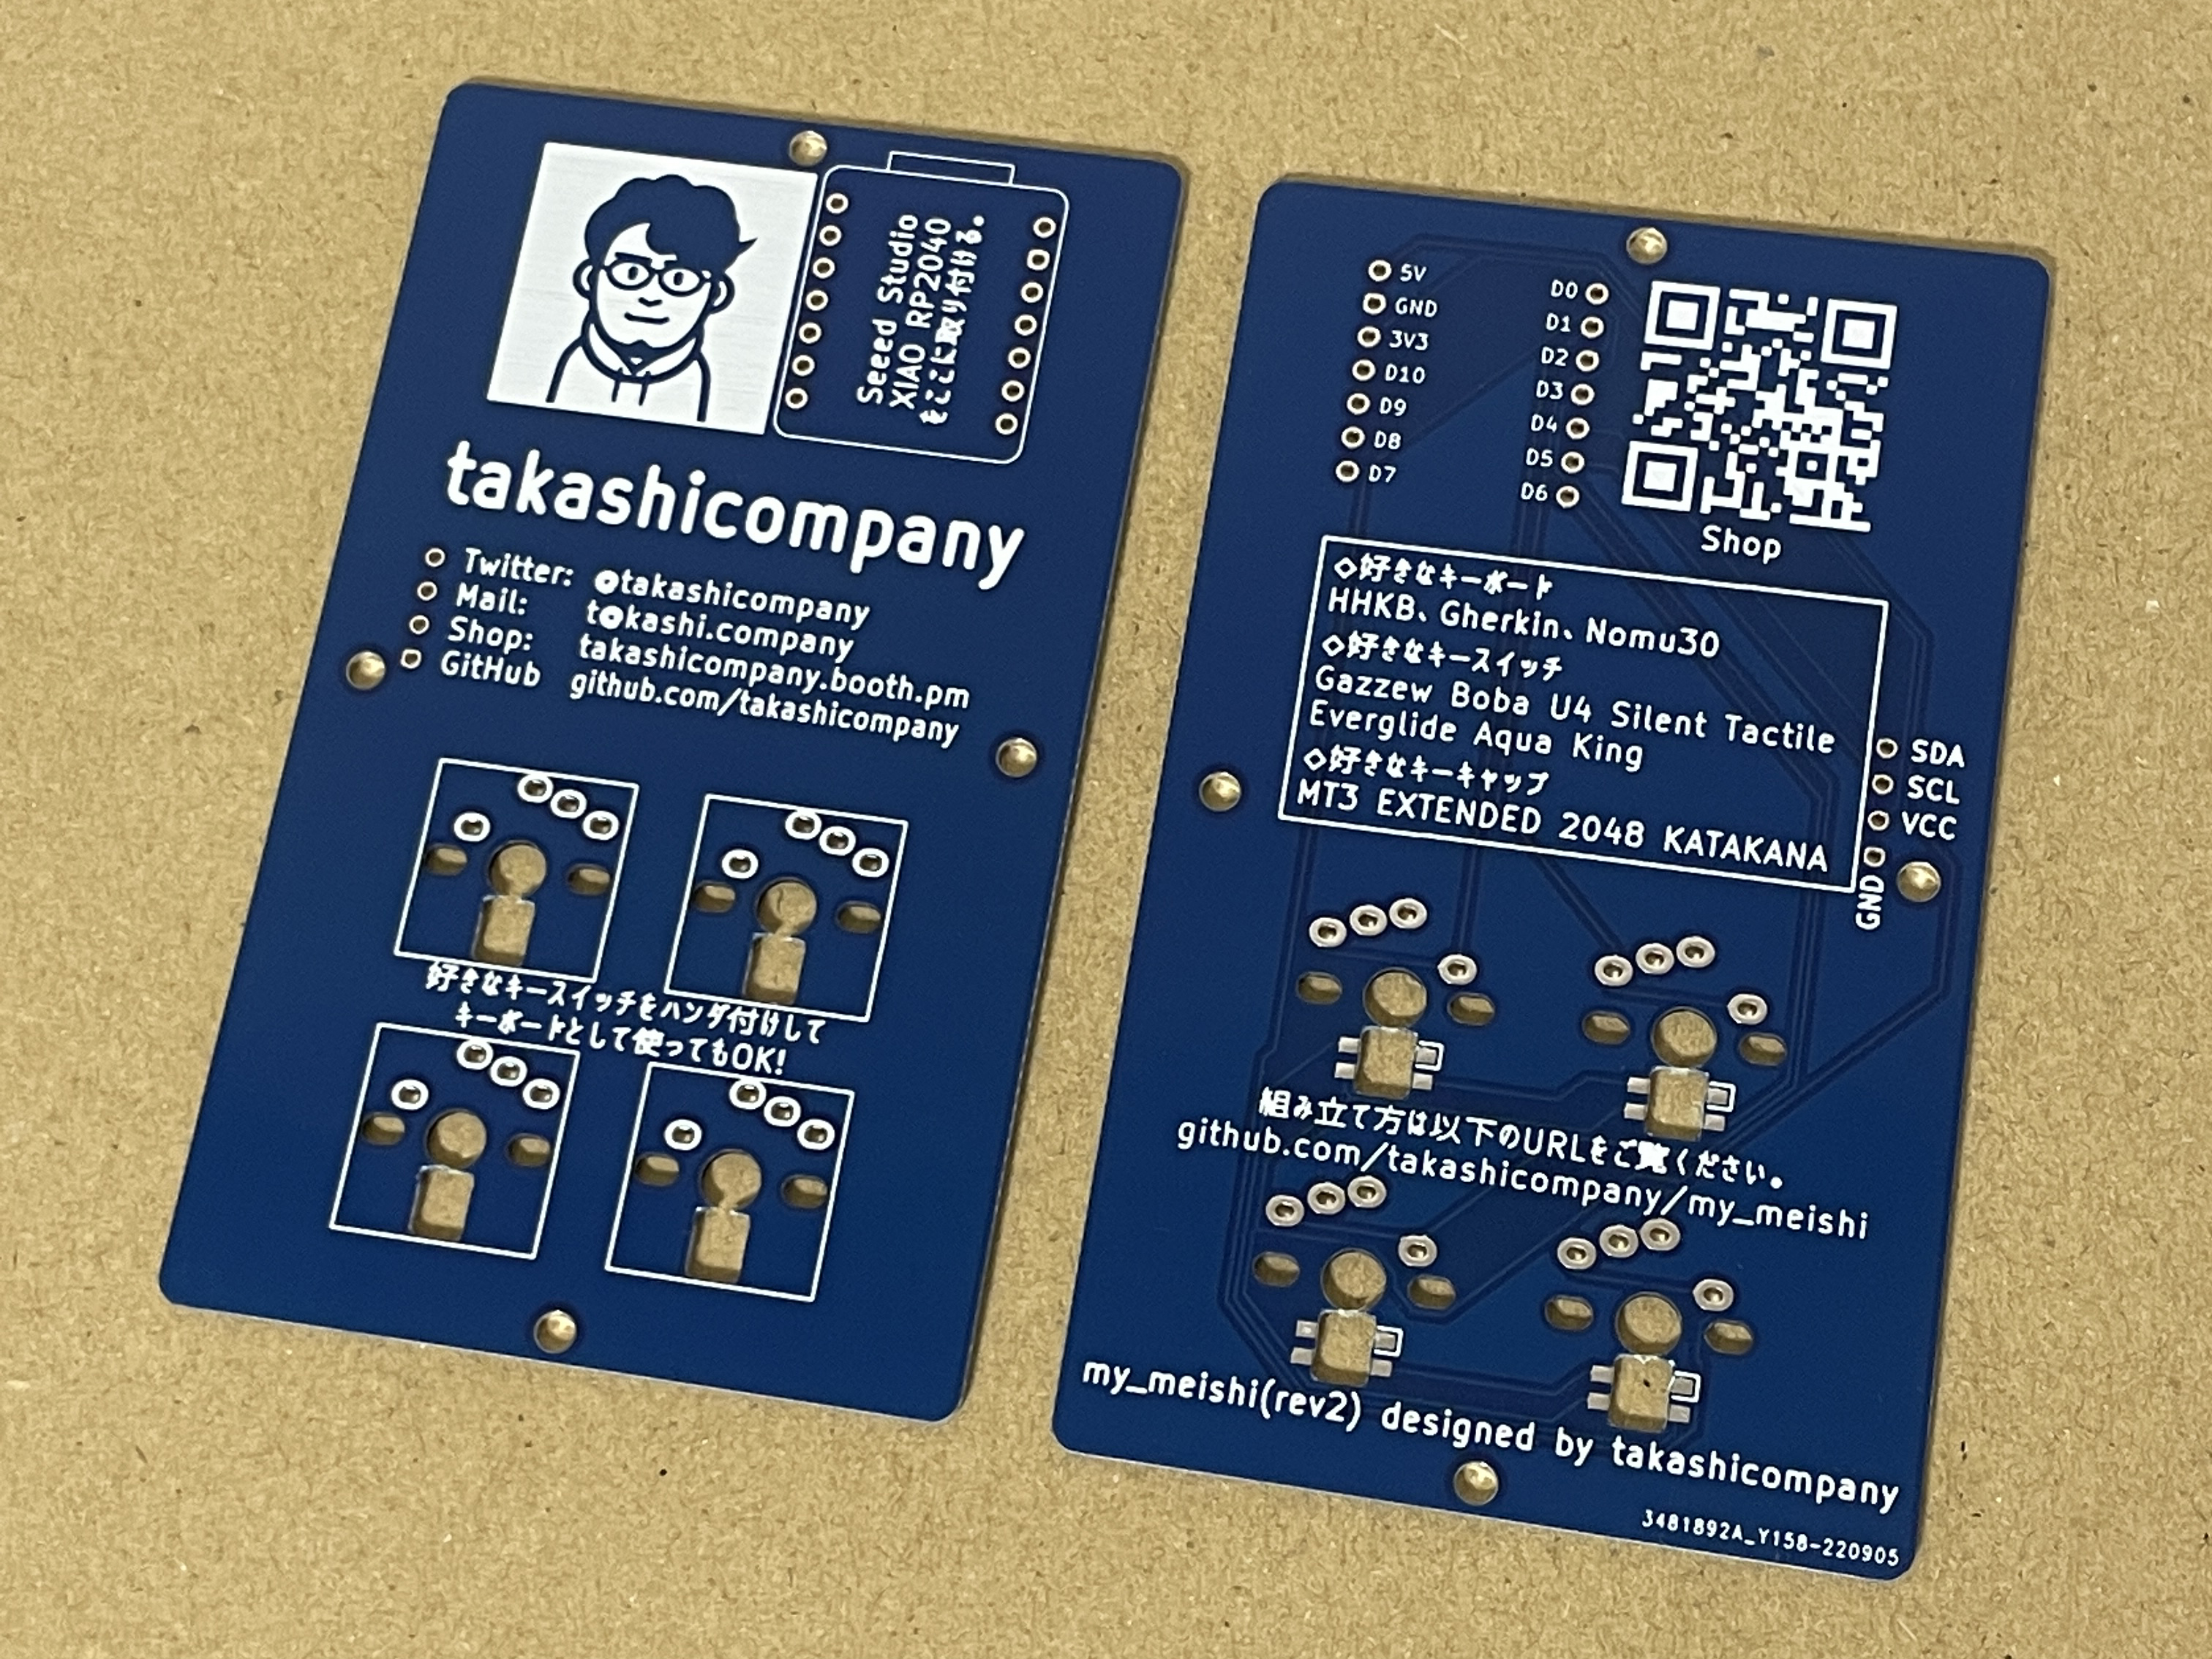 Seeed Studio
XIAO RP2040
をここに取り付ける。
takashicompany
Twitter: @takashicompany
Mail: t@kashi.company
Shop: takashicompany.booth.pm
GitHub github.com/takashicompany
好きなキースイッチをハンダ付けして
キーボードとして使ってもOK!
5V
GND
3V3
D10
D9
D8
D7
D0
D1
D2
D3
D4
D5
D6
Shop
◇好きなキーボード
HHKB、Gherkin、Nomu30
◇好きなキースイッチ
Gazzew Boba U4 Silent Tactile
Everglide Aqua King
◇好きなキーキャップ
MT3 EXTENDED 2048 KATAKANA
SDA
SCL
VCC
GND
組み立て方は以下のURLをご覧ください。
github.com/takashicompany/my_meishi
my_meishi(rev2) designed by takashicompany
3481892A_Y158-220905